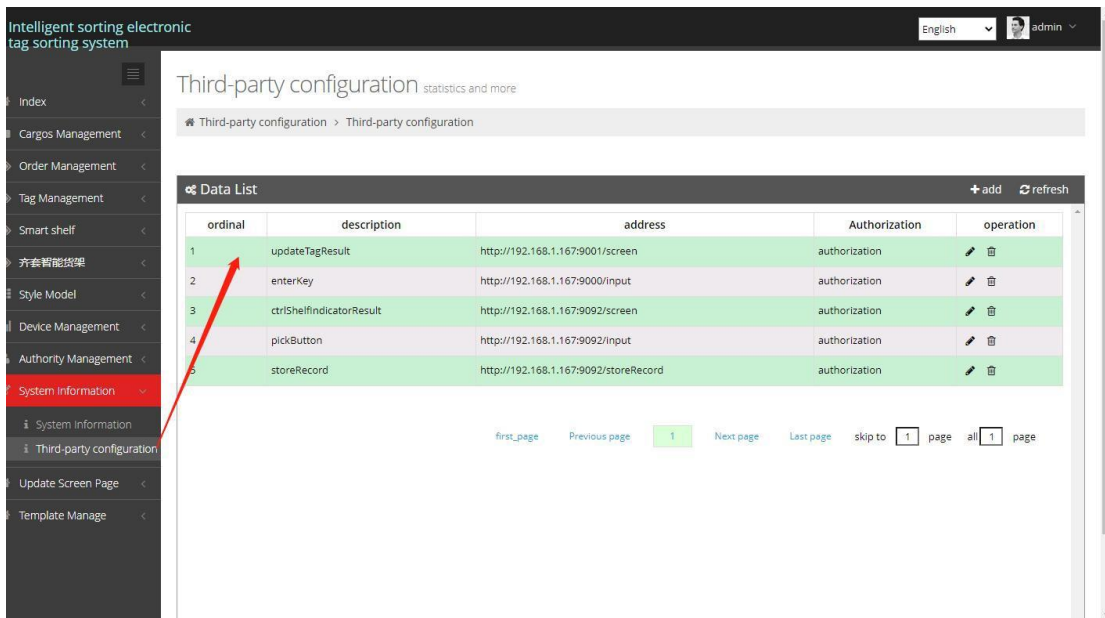 Intelligent sorting electronic
tag sorting system
English
admin
Index
Cargos Management
Order Management
Tag Management
Smart shelf
齐套智能货架
Style Model
Device Management
Authority Management
System Information
System Information
Third-party configuration
Update Screen Page
Template Manage
Third-party configuration statistics and more
Third-party configuration > Third-party configuration
Data List
add refresh
ordinal description address Authorization operation
1 updateTagResult http://192.168.1.167:9001/screen authorization
2 enterKey http://192.168.1.167:9000/input authorization
3 ctrlShelfIndicatorResult http://192.168.1.167:9092/screen authorization
4 pickButton http://192.168.1.167:9092/input authorization
5 storeRecord http://192.168.1.167:9092/storeRecord authorization
first_page Previous page 1 Next page Last page skip to 1 page all 1 page